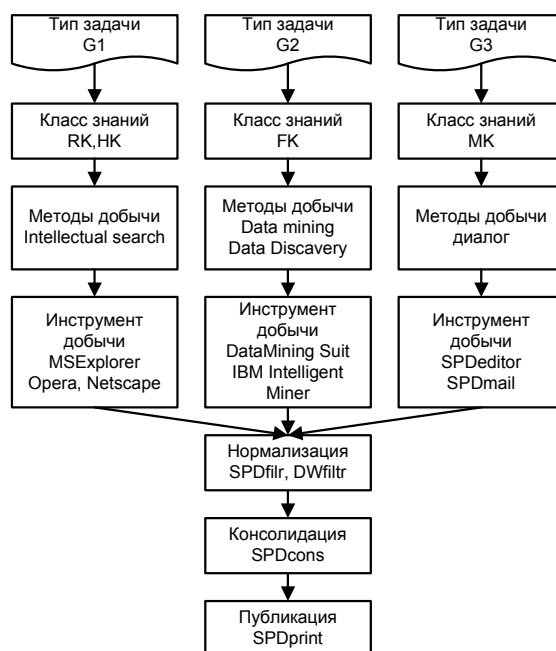 Тип задачи
G1
Тип задачи
G2
Тип задачи
G3
Класс знаний
RK,HK
Класс знаний
FK
Класс знаний
MK
Методы добычи
Intellectual search
Методы добычи
Data mining
Data Discavery
Методы добычи
диалог
Инструмент
добычи
MSExplorer
Opera, Netscape
Инструмент
добычи
DataMining Suit
IBM Intelligent
Miner
Инструмент
добычи
SPDeditor
SPDmail
Нормализация
SPDfilr, DWfiltr
Консолидация
SPDcons
Публикация
SPDprint